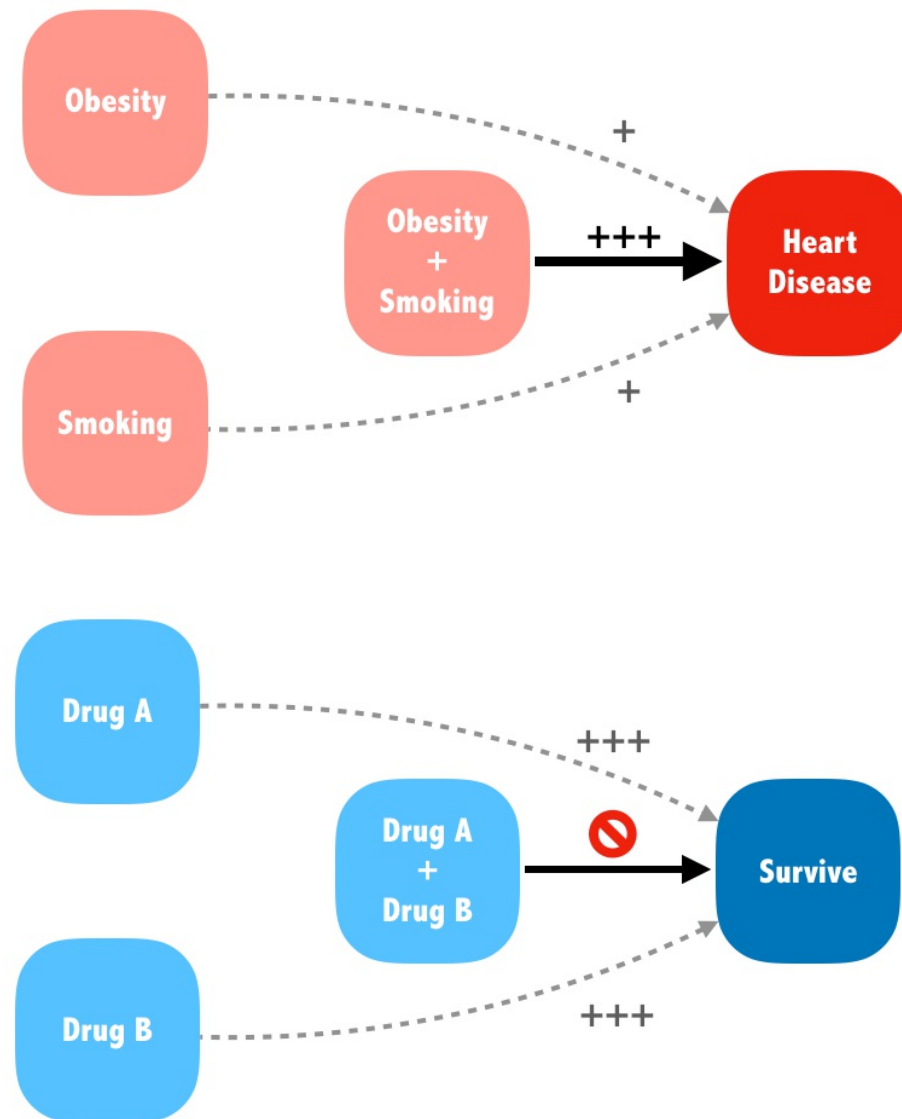 Obesity
+
Obesity
+
Smoking
+++
Heart
Disease
Smoking
+
Drug A
+++
Drug A
+
Drug B
Survive
Drug B
+++